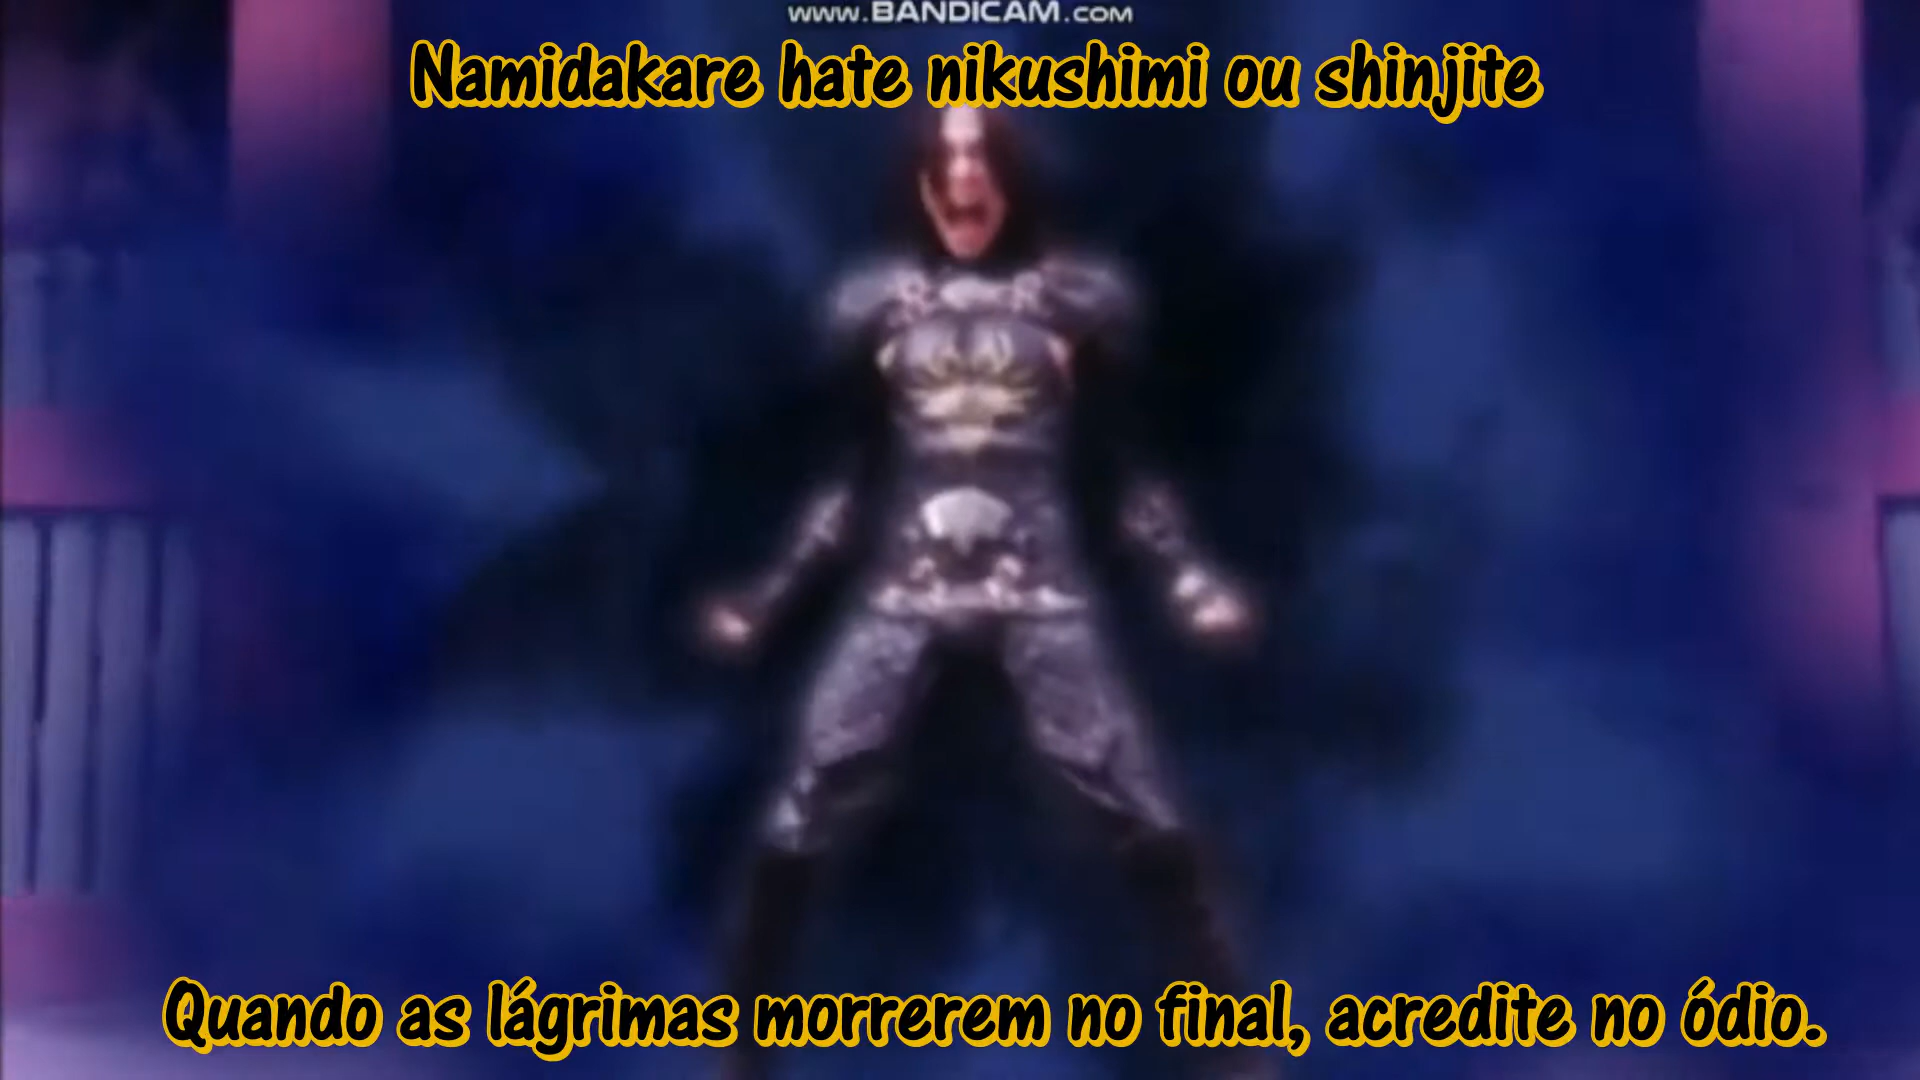 www.BANDICAM.com
Namidakare hate nikushimi ou shinjite
Quando as lágrimas morrerem no final, acredite no ódio.